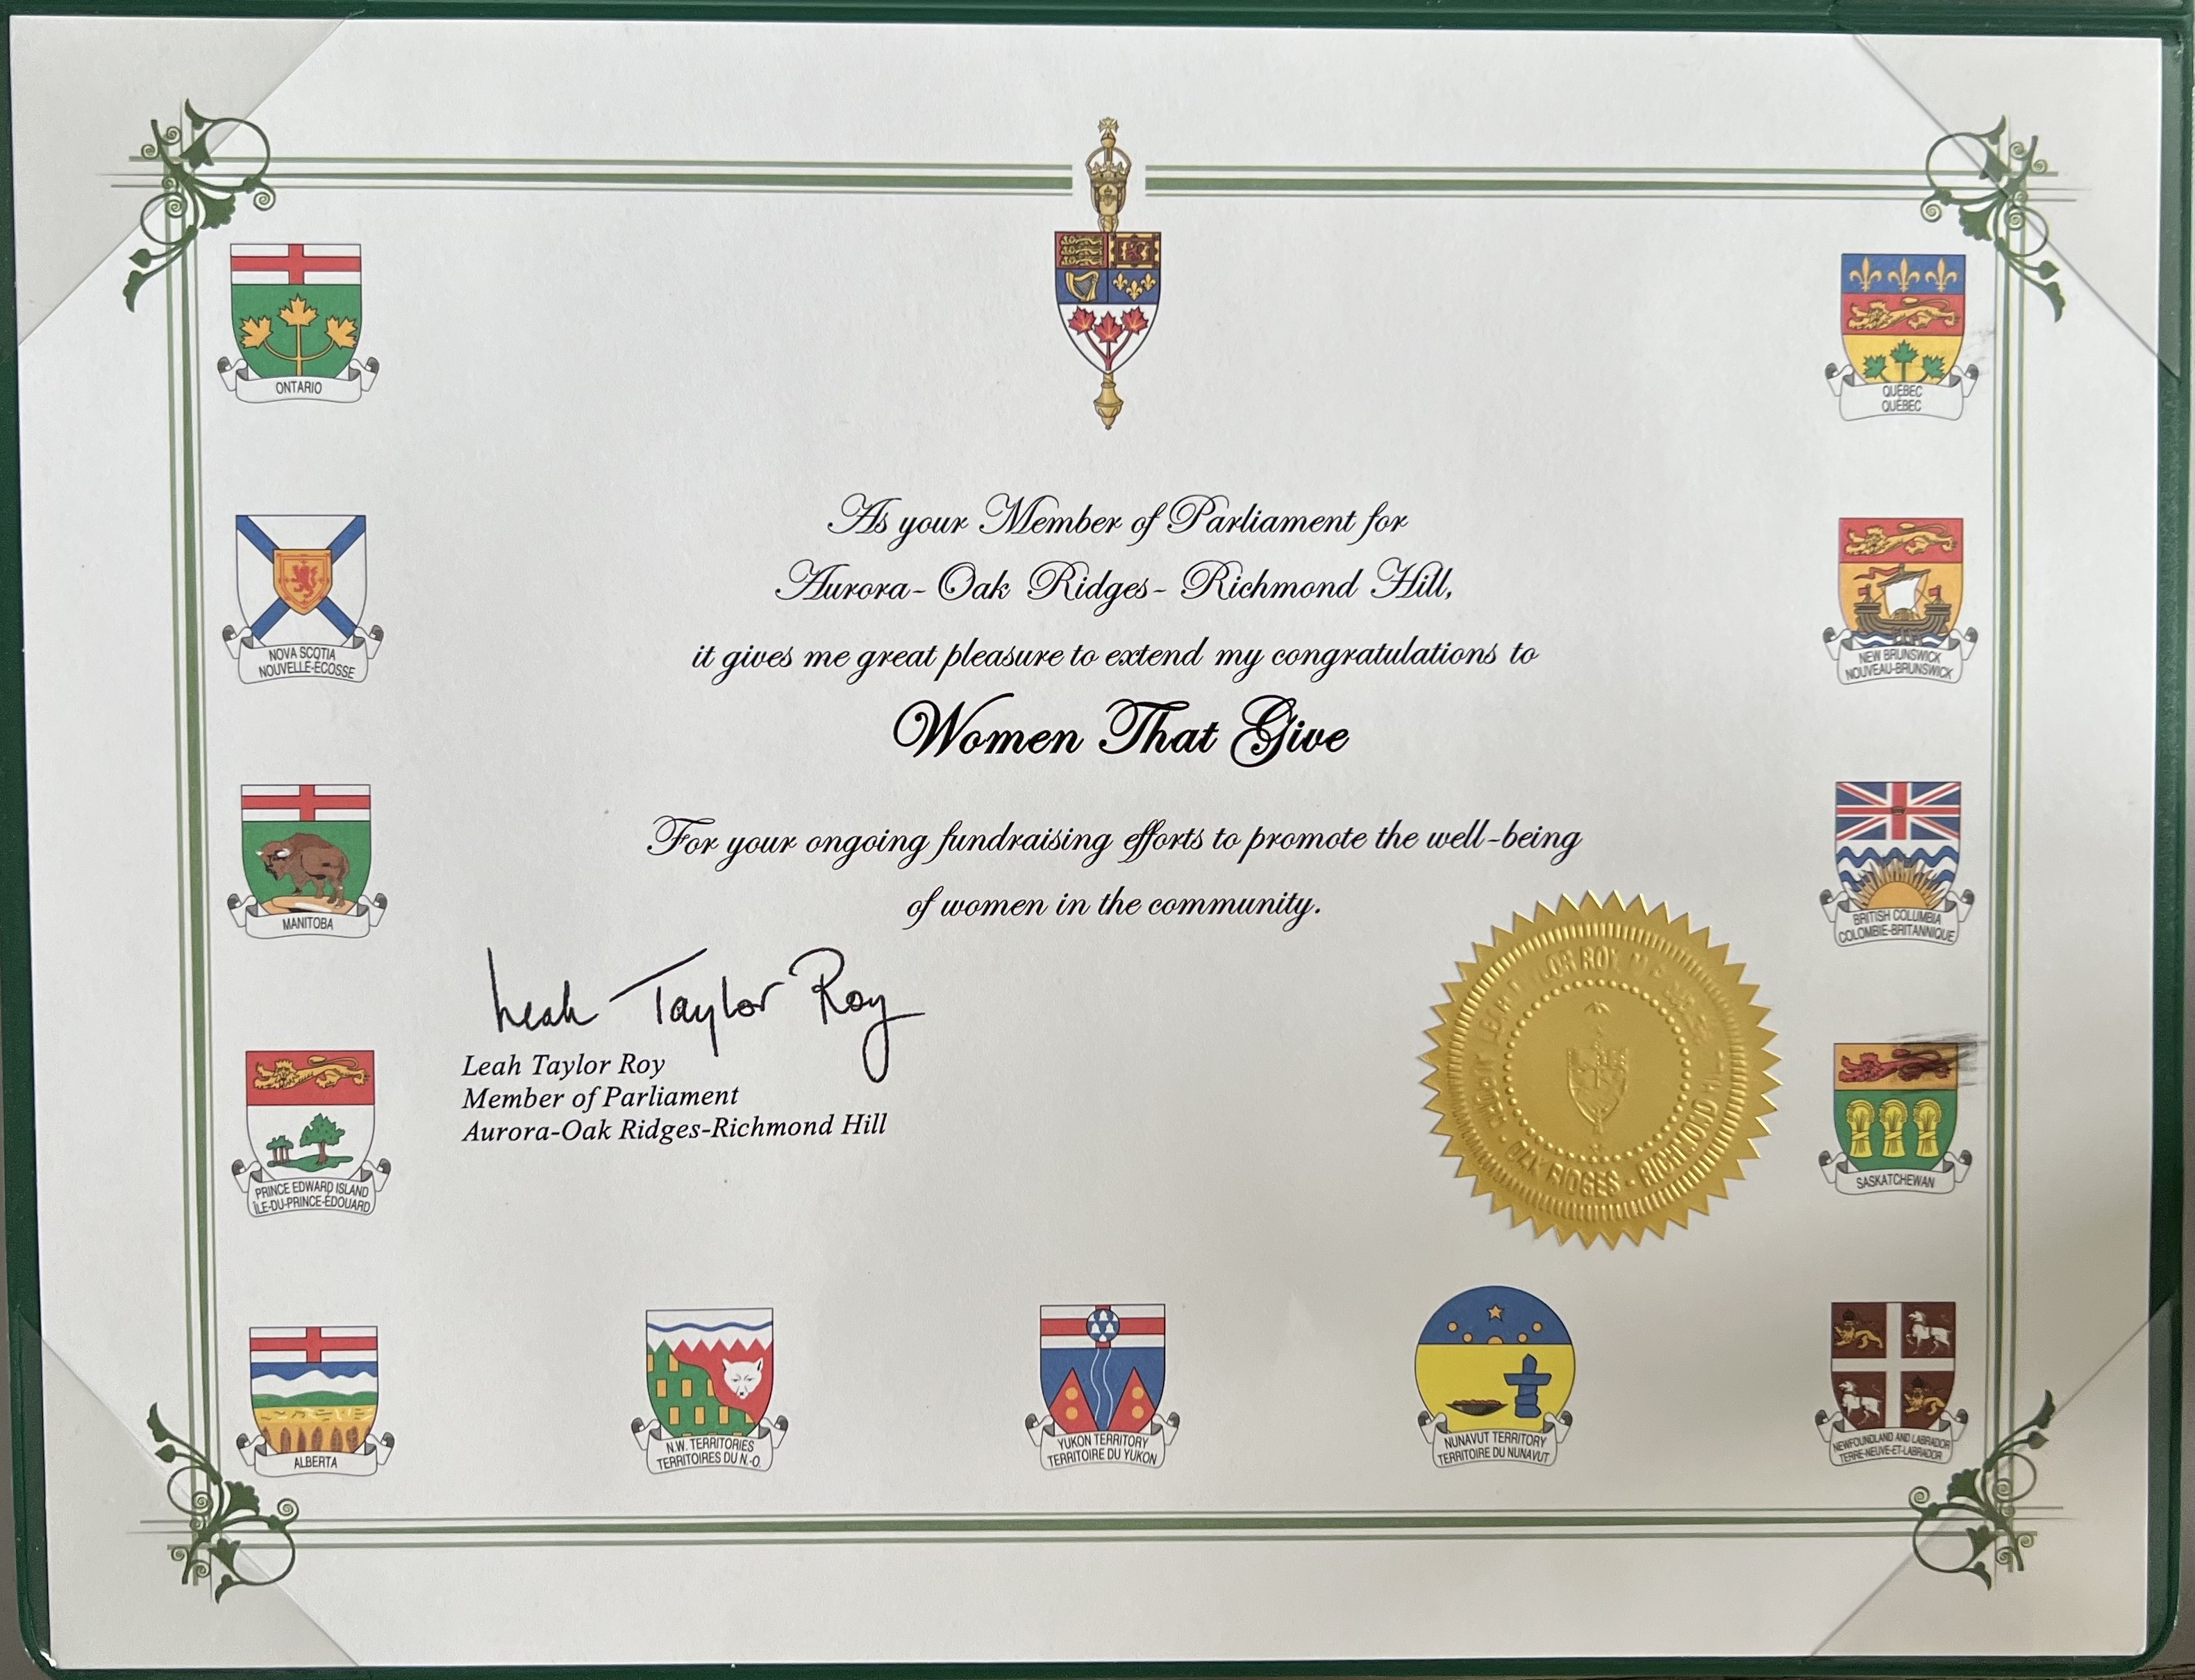 ONTARIO
QUÉBEC
QUÉBEC
As your Member of Parliament for
Aurora- Oak Ridges- Richmond Hill,
it gives me great pleasure to extend my congratulations to
Women That Give
For your ongoing fundraising efforts to promote the well-being
of women in the community.
NOVA SCOTIA
NOUVELLE-ÉCOSSE
NEW BRUNSWICK
NOUVEAU-BRUNSWICK
MANITOBA
BRITISH COLUMBIA
COLOMBIE-BRITANNIQUE
Leah Taylor Roy
Leah Taylor Roy
Member of Parliament
Aurora-Oak Ridges-Richmond Hill
OAK RIDGES - RICHMOND HILL
PRINCE EDWARD ISLAND
ÎLE-DU-PRINCE-ÉDOUARD
SASKATCHEWAN
ALBERTA
N.W. TERRITORIES
TERRITOIRES DU N.-O.
YUKON TERRITORY
TERRITOIRE DU YUKON
NUNAVUT TERRITORY
TERRITOIRE DU NUNAVUT
NEWFOUNDLAND AND LABRADOR
TERRE-NEUVE-ET-LABRADOR